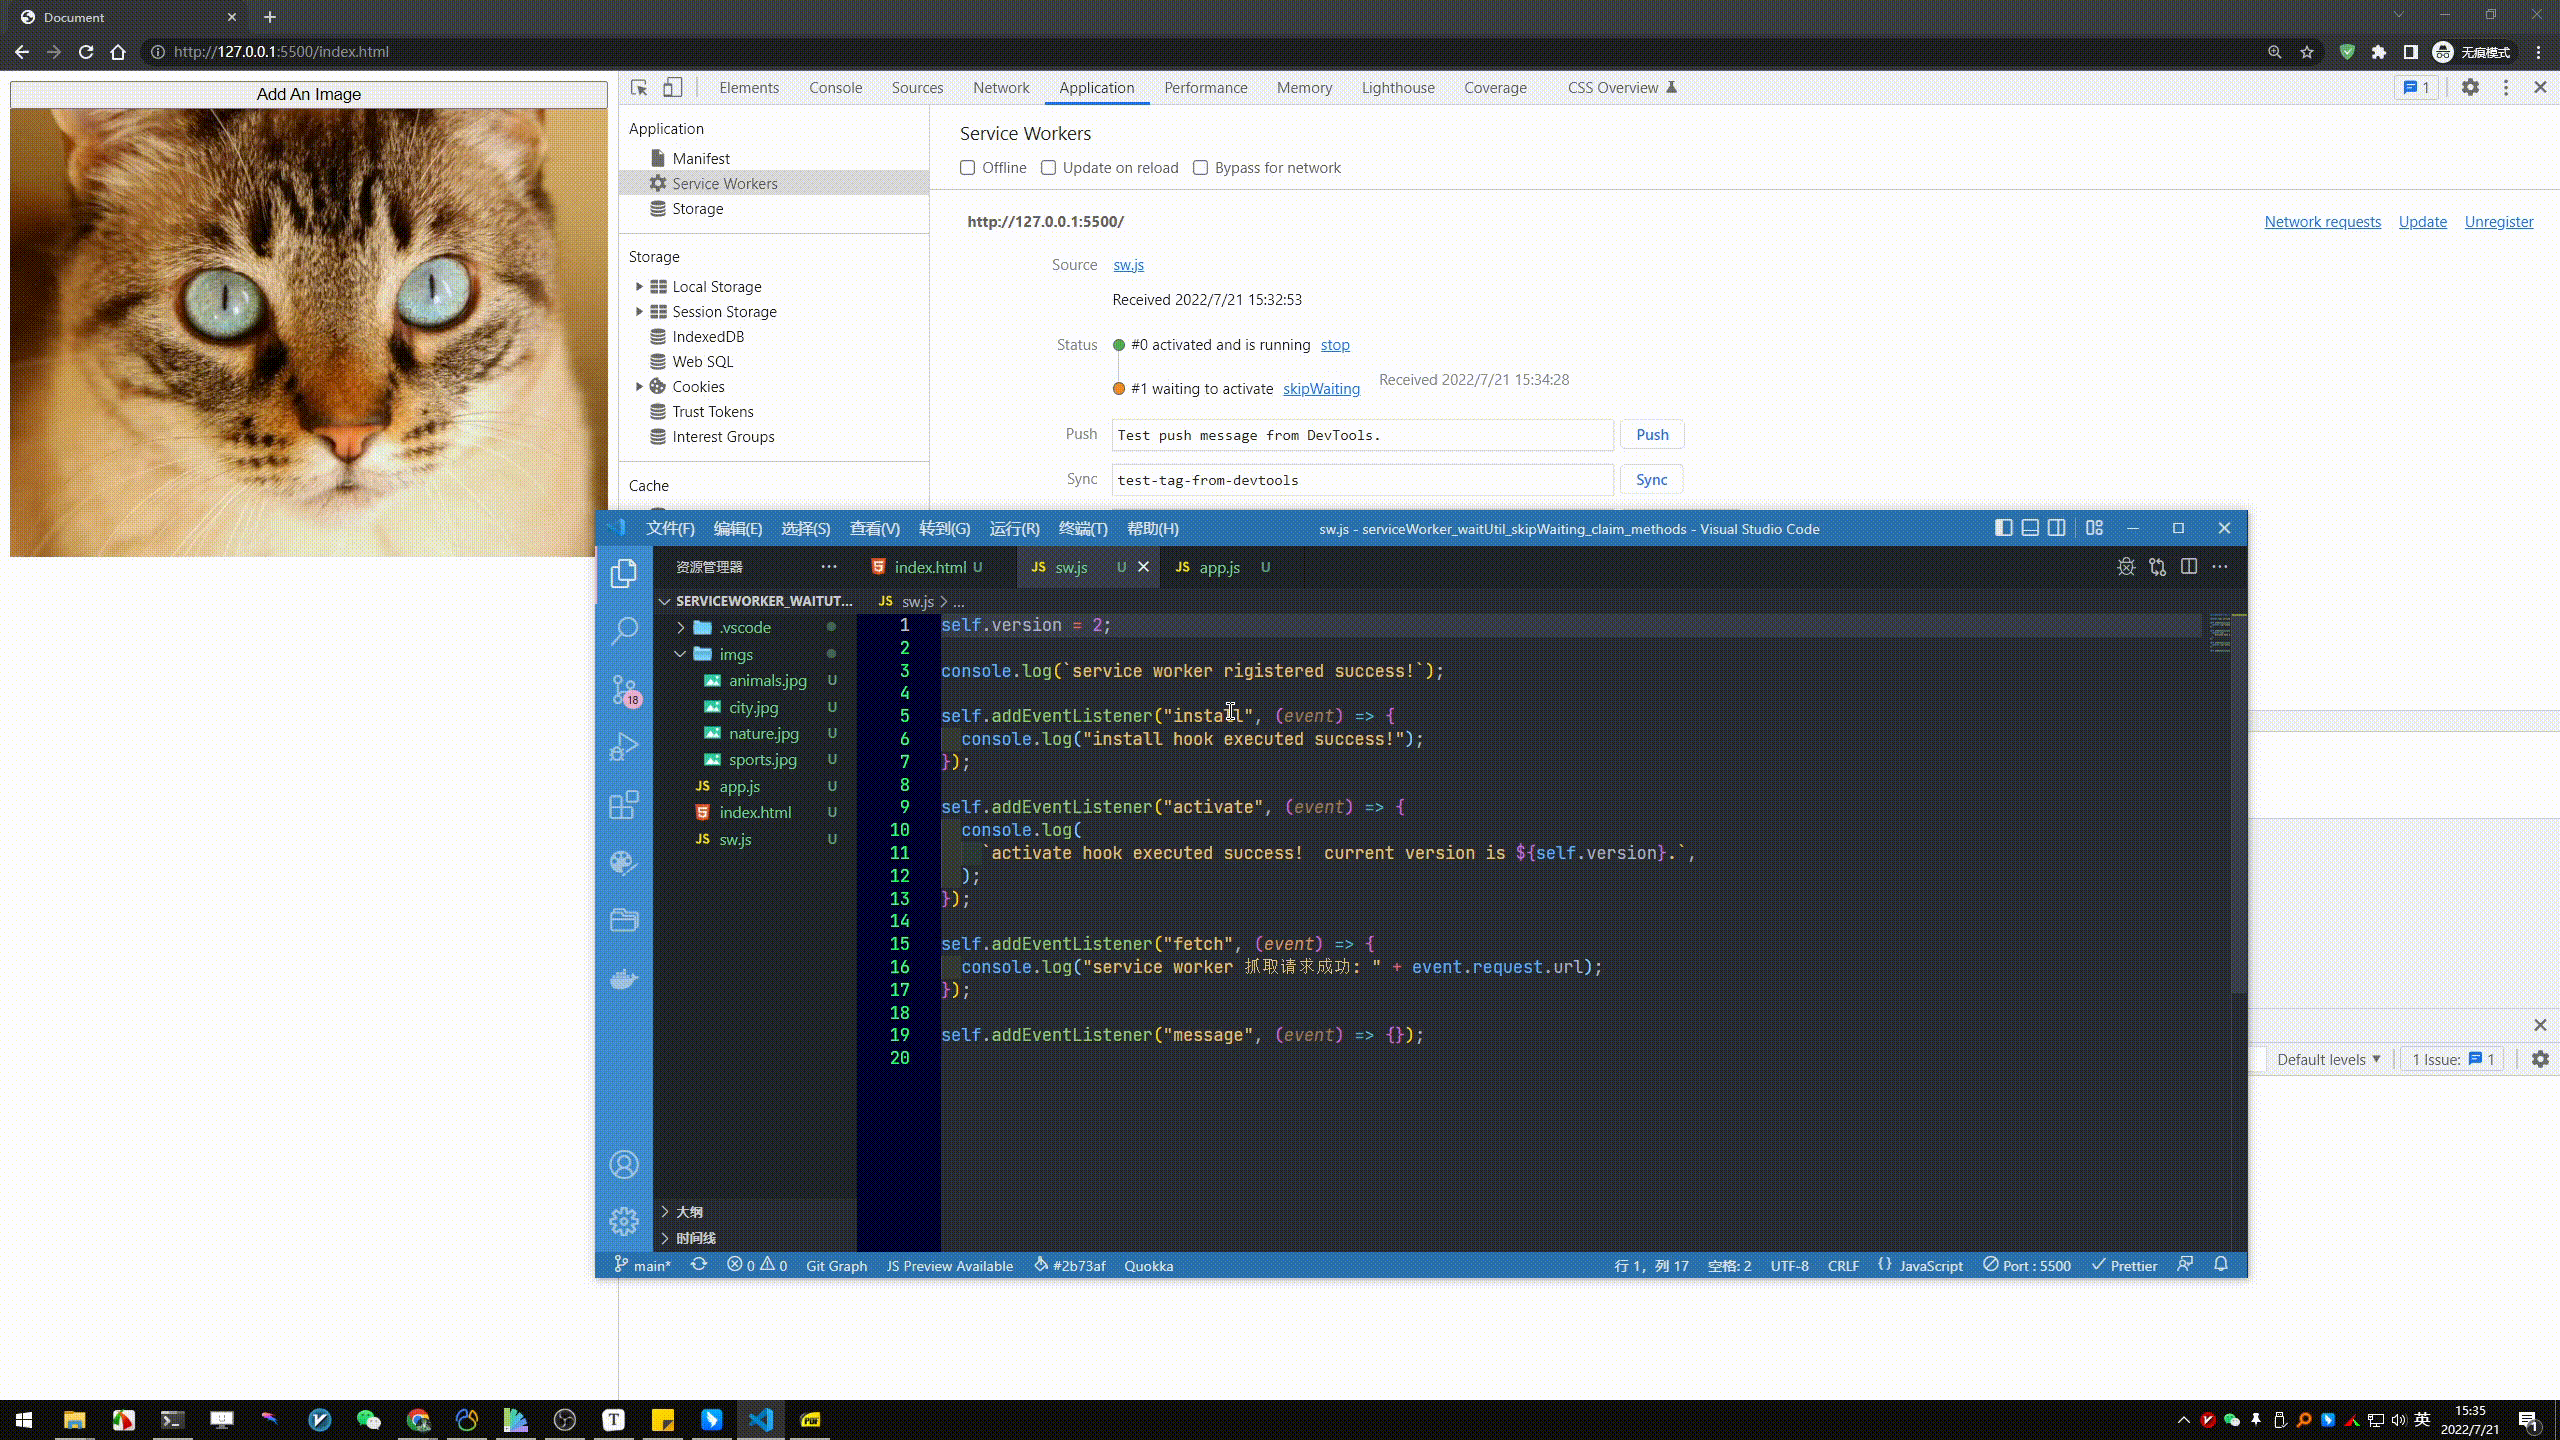 Document
http://127.0.0.1:5500/index.html
无痕模式
Add An Image
Elements Console Sources Network Application Performance Memory Lighthouse Coverage CSS Overview 1
Application
Manifest
Service Workers
Storage
Storage
Local Storage
Session Storage
IndexedDB
Web SQL
Cookies
Trust Tokens
Interest Groups
Cache
Service Workers
Offline Update on reload Bypass for network
http://127.0.0.1:5500/ Network requests Update Unregister
Source sw.js
Received 2022/7/21 15:32:53
Status #0 activated and is running stop
#1 waiting to activate skipWaiting Received 2022/7/21 15:34:28
Push Test push message from DevTools. Push
Sync test-tag-from-devtools Sync
文件(F) 编辑(E) 选择(S) 查看(V) 转到(G) 运行(R) 终端(T) 帮助(H) sw.js - serviceWorker_waitUtil_skipWaiting_claim_methods - Visual Studio Code
资源管理器 ··· index.html U JS sw.js U JS app.js U
SERVICEWORKER_WAITUT...
.vscode
imgs
animals.jpg U
city.jpg U
nature.jpg U
sports.jpg U
JS app.js U
index.html U
JS sw.js U
18
大纲
时间线
JS sw.js > ...
1 self.version = 2;
2
3 console.log(`service worker rigistered success!`);
4
5 self.addEventListener("install", (event) => {
6 console.log("install hook executed success!");
7 });
8
9 self.addEventListener("activate", (event) => {
10 console.log(
11 `activate hook executed success!  current version is ${self.version}.`,
12 );
13 });
14
15 self.addEventListener("fetch", (event) => {
16 console.log("service worker 抓取请求成功: " + event.request.url);
17 });
18
19 self.addEventListener("message", (event) => {});
20
Default levels 1 Issue: 1
main* 0 0 Git Graph JS Preview Available #2b73af Quokka 行 1，列 17 空格: 2 UTF-8 CRLF {} JavaScript Port : 5500 Prettier
T PDF 英 15:35
2022/7/21
1